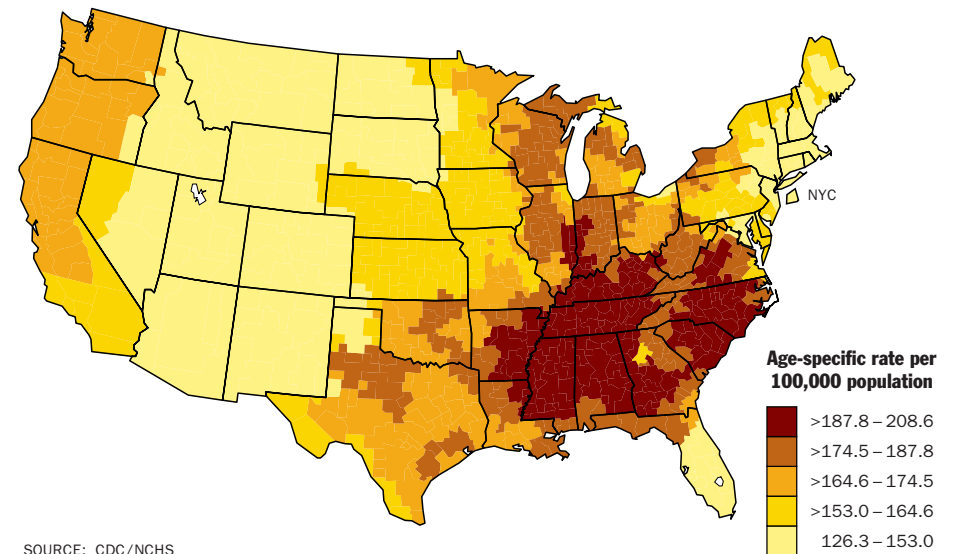 NYC
Age-specific rate per
100,000 population
>187.8 – 208.6
>174.5 – 187.8
>164.6 – 174.5
>153.0 – 164.6
126.3 – 153.0
SOURCE: CDC/NCHS